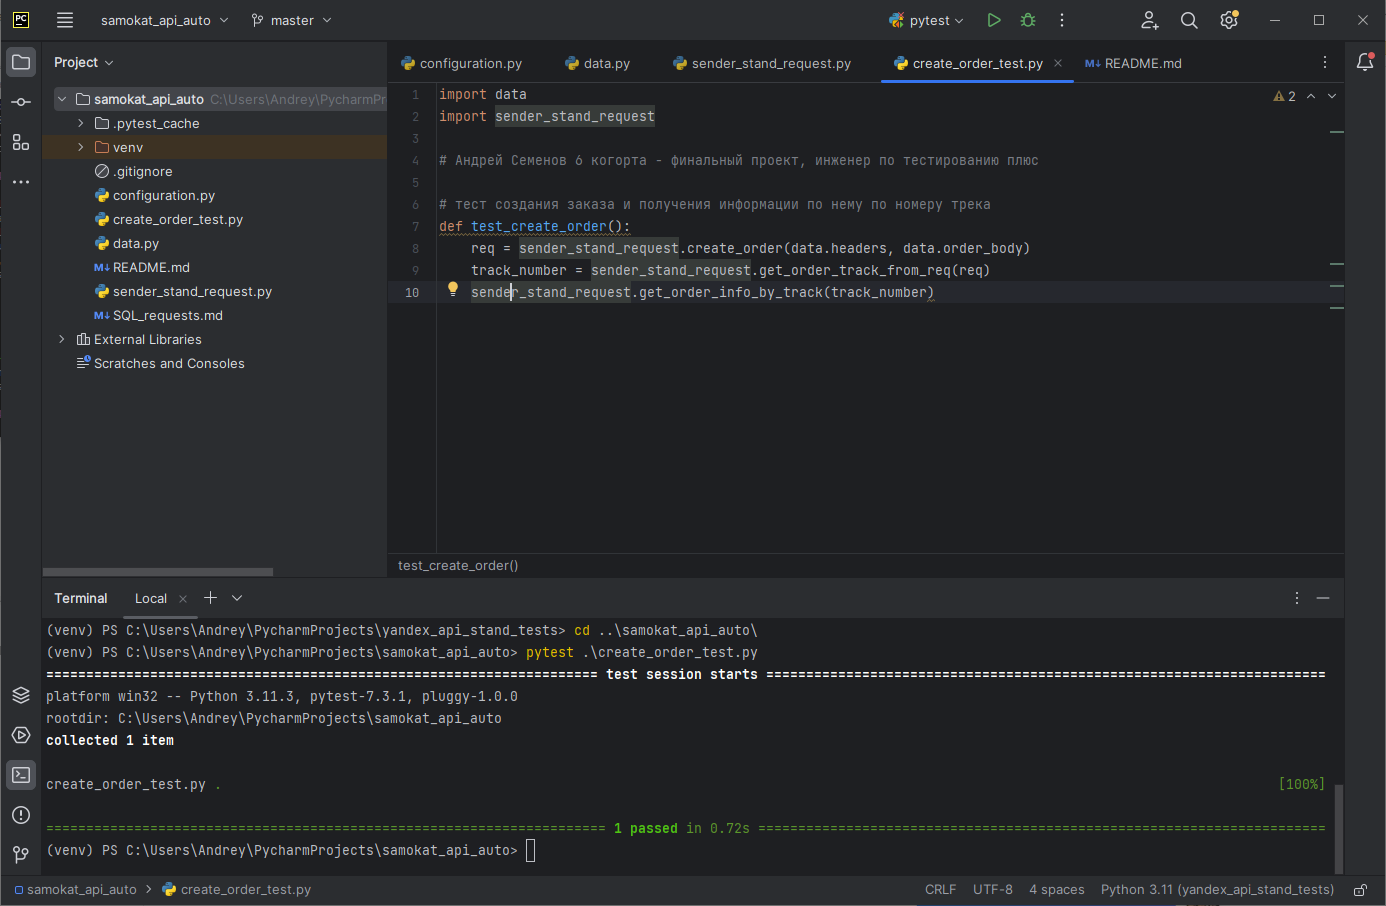 PC samokat_api_auto master pytest
Project
configuration.py data.py sender_stand_request.py create_order_test.py README.md
samokat_api_auto C:\Users\Andrey\PycharmPr
.pytest_cache
venv
.gitignore
configuration.py
create_order_test.py
data.py
README.md
sender_stand_request.py
SQL_requests.md
External Libraries
Scratches and Consoles
2
1 import data
2 import sender_stand_request
3
4 # Андрей Семенов 6 когорта - финальный проект, инженер по тестированию плюс
5
6 # тест создания заказа и получения информации по нему по номеру трека
7 def test_create_order():
8 req = sender_stand_request.create_order(data.headers, data.order_body)
9 track_number = sender_stand_request.get_order_track_from_req(req)
10 sender_stand_request.get_order_info_by_track(track_number)
test_create_order()
Terminal Local
(venv) PS C:\Users\Andrey\PycharmProjects\yandex_api_stand_tests> cd ..\samokat_api_auto\
(venv) PS C:\Users\Andrey\PycharmProjects\samokat_api_auto> pytest .\create_order_test.py
===================================================================== test session starts ======================================================================
platform win32 -- Python 3.11.3, pytest-7.3.1, pluggy-1.0.0
rootdir: C:\Users\Andrey\PycharmProjects\samokat_api_auto
collected 1 item
create_order_test.py . [100%]
====================================================================== 1 passed in 0.72s =======================================================================
(venv) PS C:\Users\Andrey\PycharmProjects\samokat_api_auto>
samokat_api_auto > create_order_test.py CRLF UTF-8 4 spaces Python 3.11 (yandex_api_stand_tests)